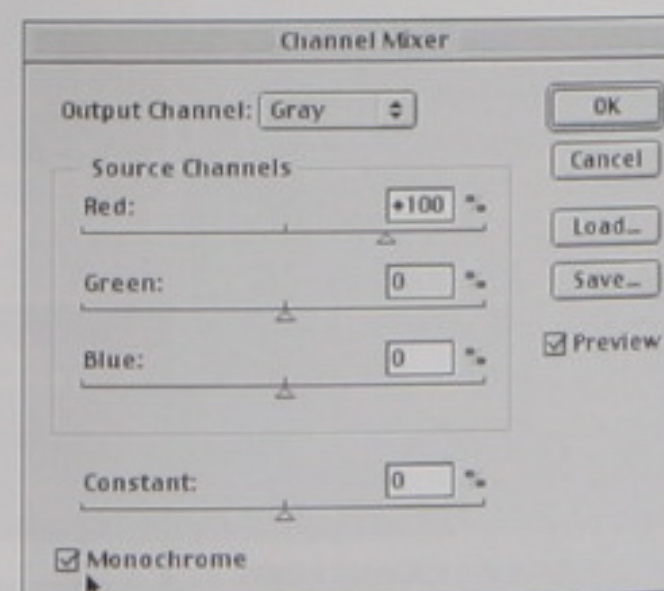 Channel Mixer
Output Channel: Gray
OK
Source Channels
Cancel
Red: +100 %
Load...
Green: 0 %
Save...
Preview
Blue: 0 %
Constant: 0 %
Monochrome